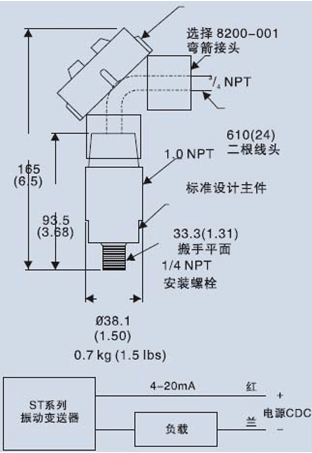 选择 8200-001
弯箭接头
/4 NPT
610(24)
二根线头
1.0 NPT
165
(6.5)
标准设计主件
93.5
(3.68)
33.3(1.31)
搬手平面
1/4 NPT
安装螺栓
Ø38.1
(1.50)
0.7 kg (1.5 lbs)
4-20mA
红
+
ST系列
振动变送器
电源CDC
负载
兰
-